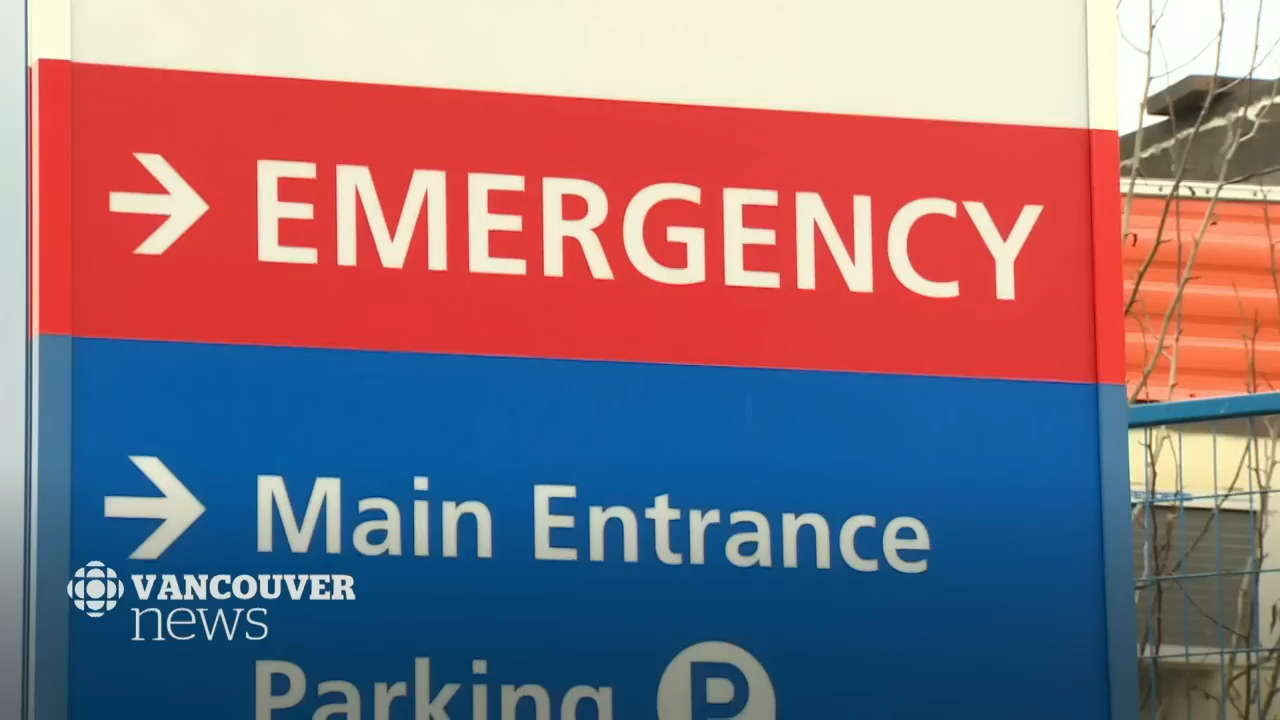 → EMERGENCY
→ Main Entrance
VANCOUVER
news
Parking P